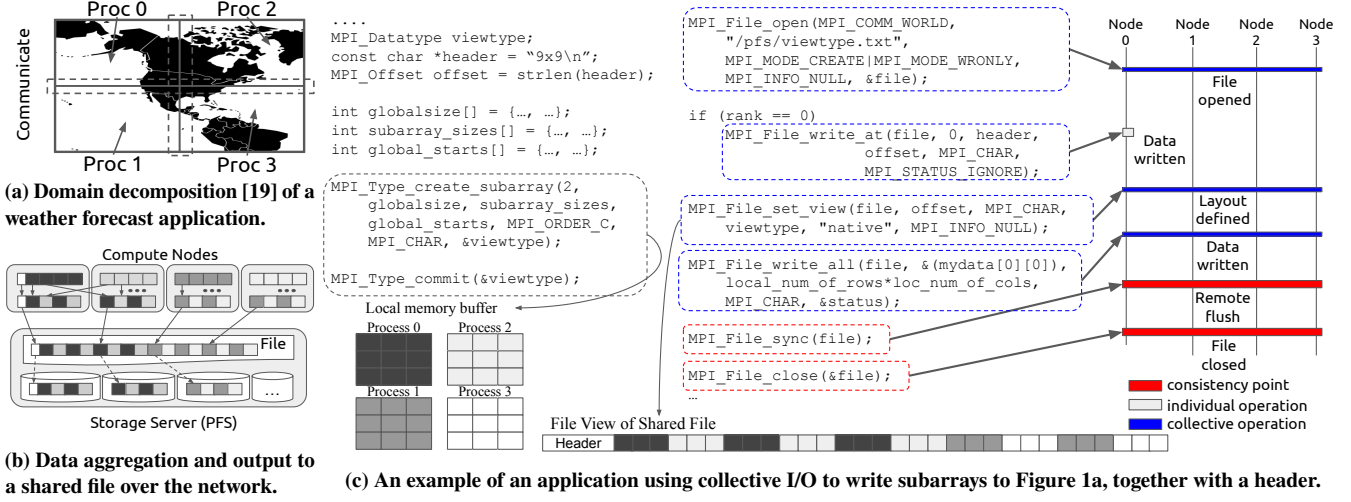 Proc 0
Proc 2
Communicate
Proc 1
Proc 3
(a) Domain decomposition [19] of a
weather forecast application.
Compute Nodes
File
...
Storage Server (PFS)
(b) Data aggregation and output to
a shared file over the network.
....
MPI_Datatype viewtype;
const char *header = “9x9\n”;
MPI_Offset offset = strlen(header);
int globalsize[] = {…, …};
int subarray_sizes[] = {…, …};
int global_starts[] = {…, …};
MPI_Type_create_subarray(2,
globalsize, subarray_sizes,
global_starts, MPI_ORDER_C,
MPI_CHAR, &viewtype);
MPI_Type_commit(&viewtype);
Local memory buffer
Process 0
Process 2
Process 1
Process 3
MPI_File_open(MPI_COMM_WORLD,
"/pfs/viewtype.txt",
MPI_MODE_CREATE|MPI_MODE_WRONLY,
MPI_INFO_NULL, &file);
if (rank == 0)
MPI_File_write_at(file, 0, header,
offset, MPI_CHAR,
MPI_STATUS_IGNORE);
MPI_File_set_view(file, offset, MPI_CHAR,
viewtype, "native", MPI_INFO_NULL);
MPI_File_write_all(file, &(mydata[0][0]),
local_num_of_rows*loc_num_of_cols,
MPI_CHAR, &status);
MPI_File_sync(file);
MPI_File_close(&file);
…
File View of Shared File
Header
Node Node Node Node
0 1 2 3
File
opened
Data
written
Layout
defined
Data
written
Remote
flush
File
closed
consistency point
individual operation
collective operation
(c) An example of an application using collective I/O to write subarrays to Figure 1a, together with a header.